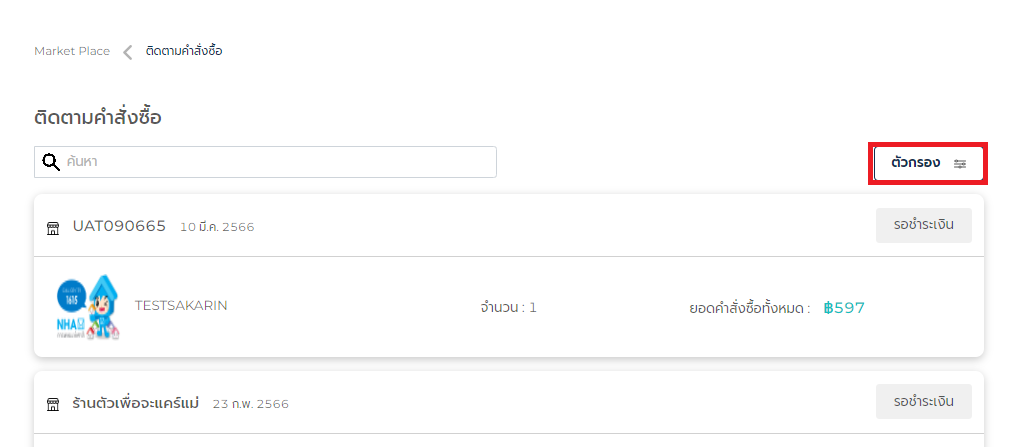 Market Place ติดตามคำสั่งซื้อ
ติดตามคำสั่งซื้อ
ค้นหา
ตัวกรอง
UAT090665 10 มี.ค. 2566
รอชำระเงิน
1615
NHA
TESTSAKARIN
จำนวน : 1
ยอดคำสั่งซื้อทั้งหมด : ฿597
ร้านตัวเพื่อจะแคร์แม่ 23 ก.พ. 2566
รอชำระเงิน